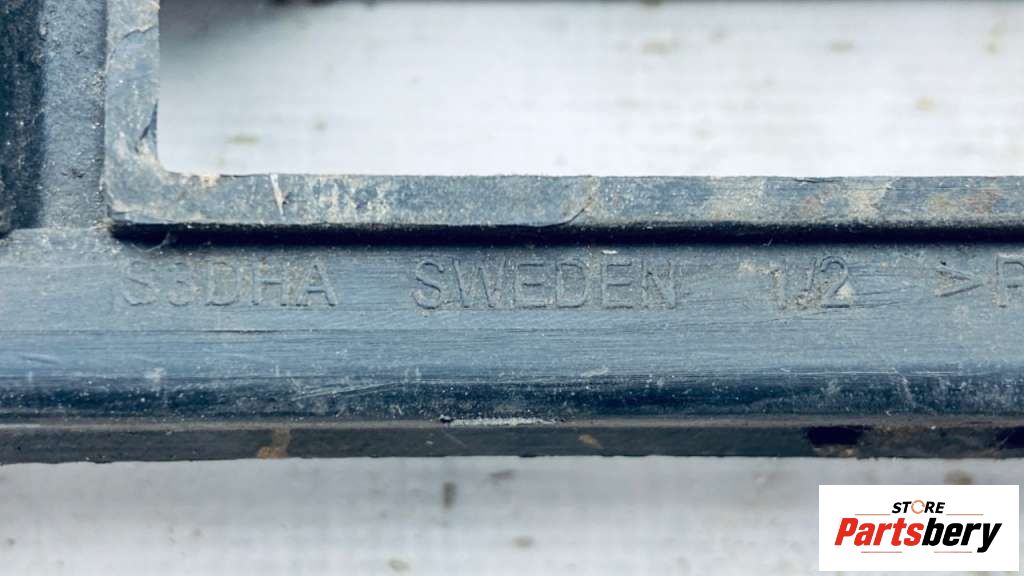 S3DHA SWEDEN 1/2 >P
STORE
Partsbery